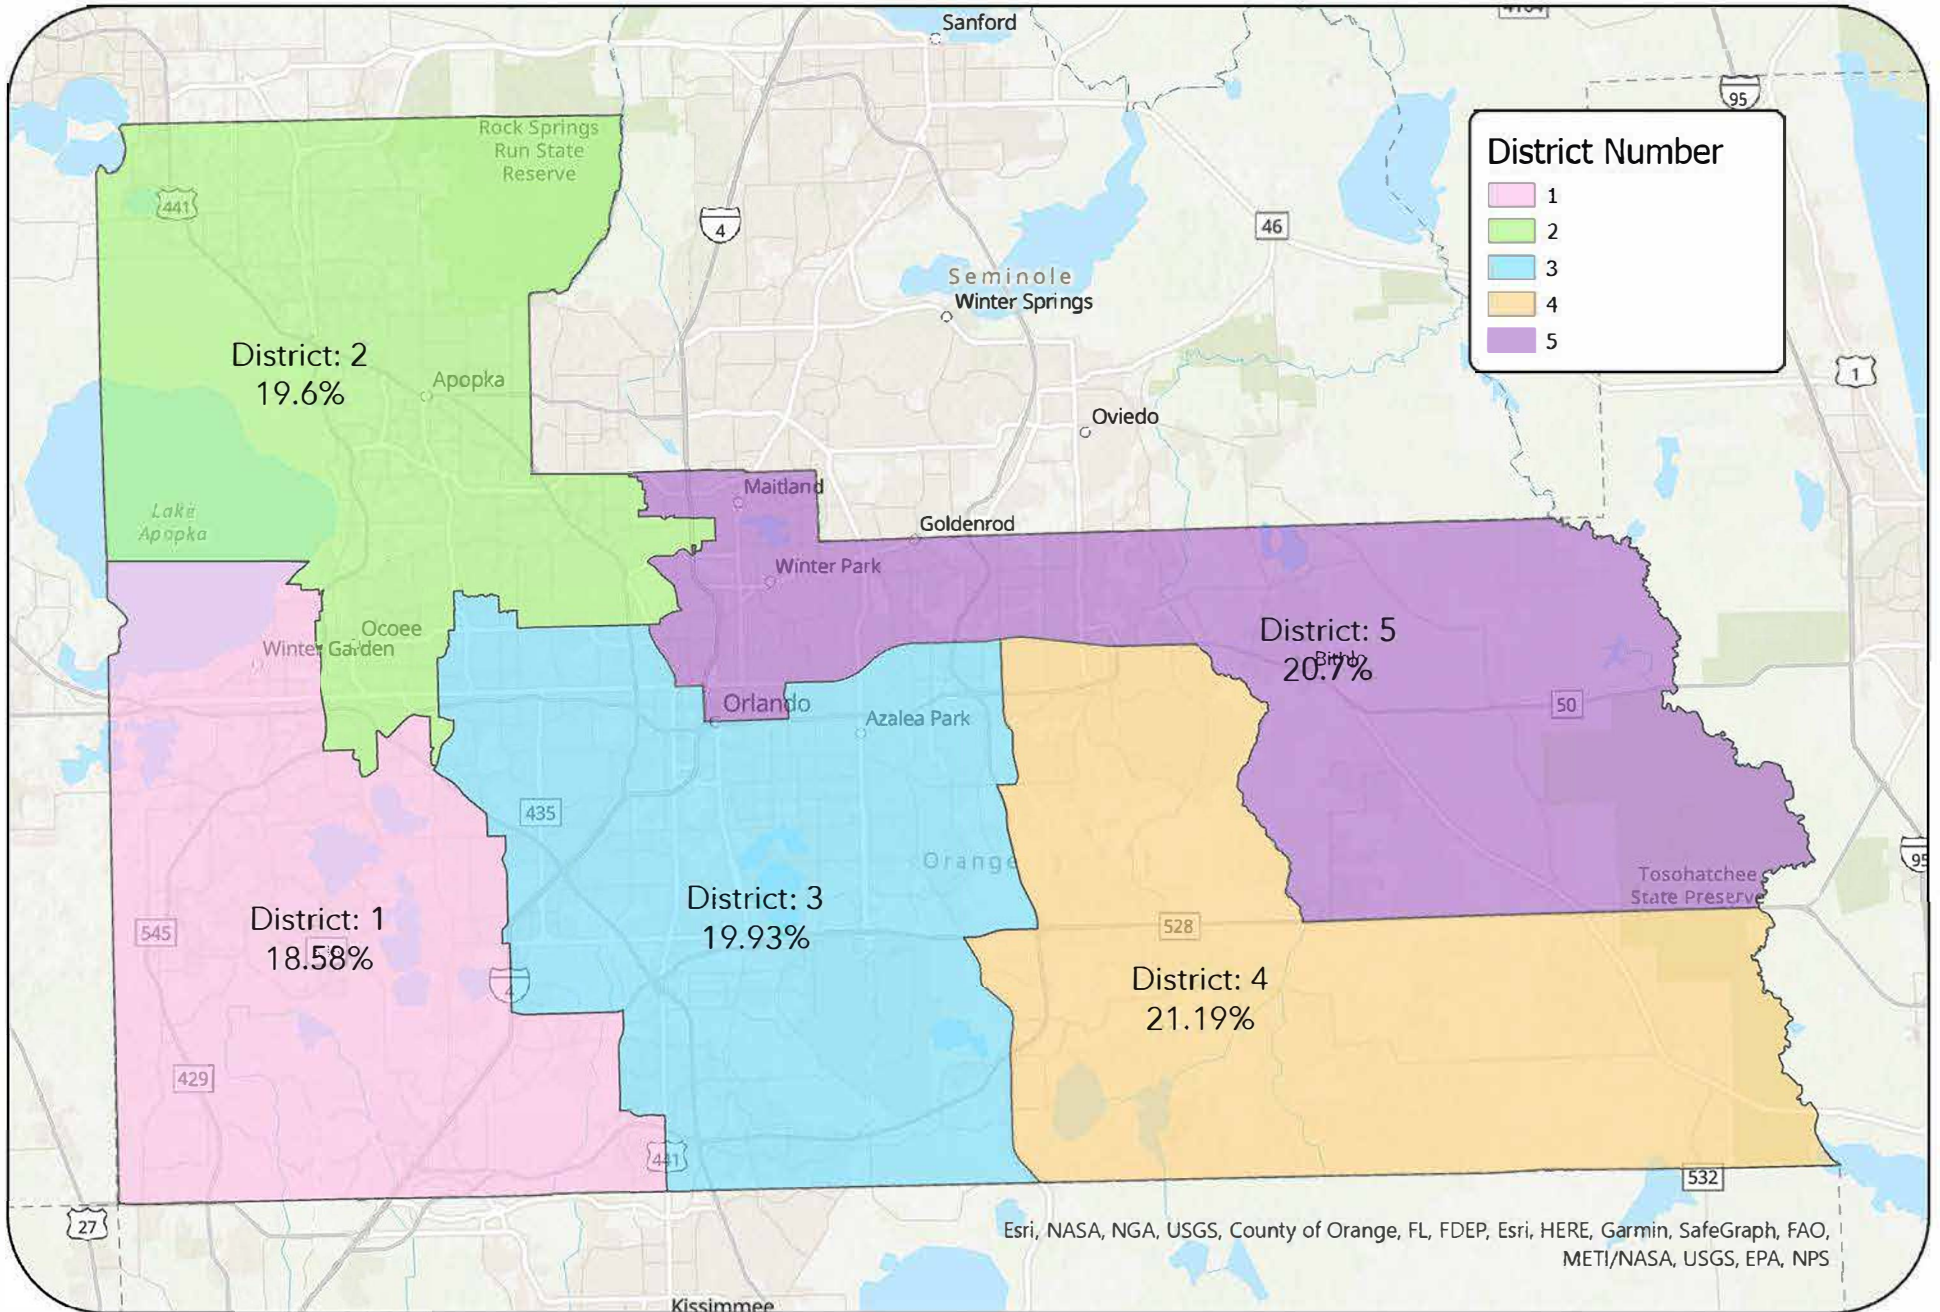 Sanford
95
District Number
1
2
3
4
5
Rock Springs
Run State
Reserve
441
4
46
Seminole
Winter Springs
District: 2
19.6%
Apopka
1
Oviedo
Maitland
Lake
Apopka
Goldenrod
Winter Park
Ocoee
Winter Garden
District: 5
20.7%
Bithlo
50
Orlando
Azalea Park
435
Orange
95
Tosohatchee
State Preserve
District: 3
19.93%
District: 1
18.58%
545
528
4
District: 4
21.19%
429
441
532
27
Esri, NASA, NGA, USGS, County of Orange, FL, FDEP, Esri, HERE, Garmin, SafeGraph, FAO,
METI/NASA, USGS, EPA, NPS
Kissimmee